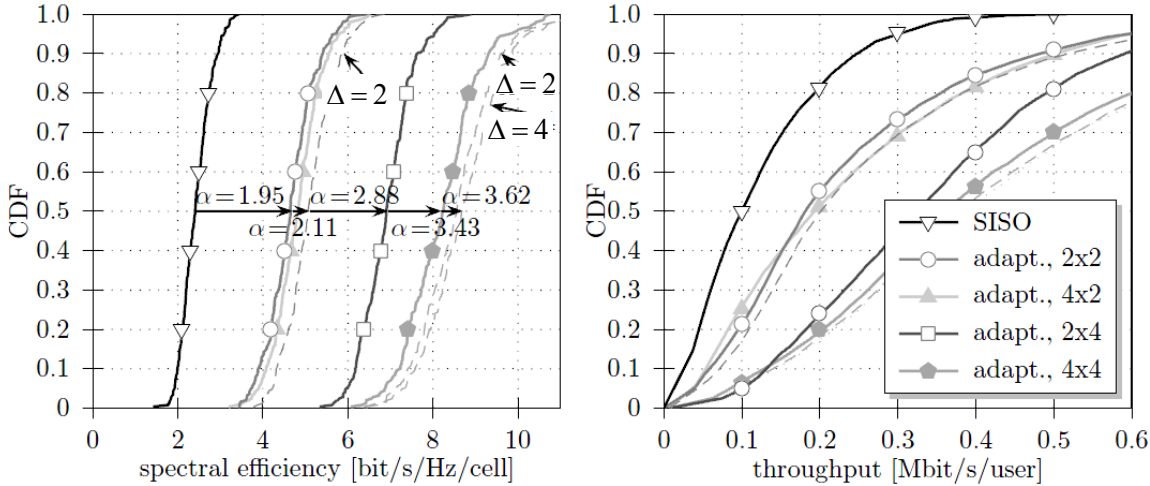 1.0
0.9
0.8
0.7
0.6
0.5
0.4
0.3
0.2
0.1
0
CDF
0 2 4 6 8 10
spectral efficiency [bit/s/Hz/cell]
Δ=2
Δ=2
Δ=4
α=1.95
α=2.88
α=3.62
α=2.11
α=3.43
1.0
0.9
0.8
0.7
0.6
0.5
0.4
0.3
0.2
0.1
0
CDF
0 0.1 0.2 0.3 0.4 0.5 0.6
throughput [Mbit/s/user]
SISO
adapt., 2x2
adapt., 4x2
adapt., 2x4
adapt., 4x4